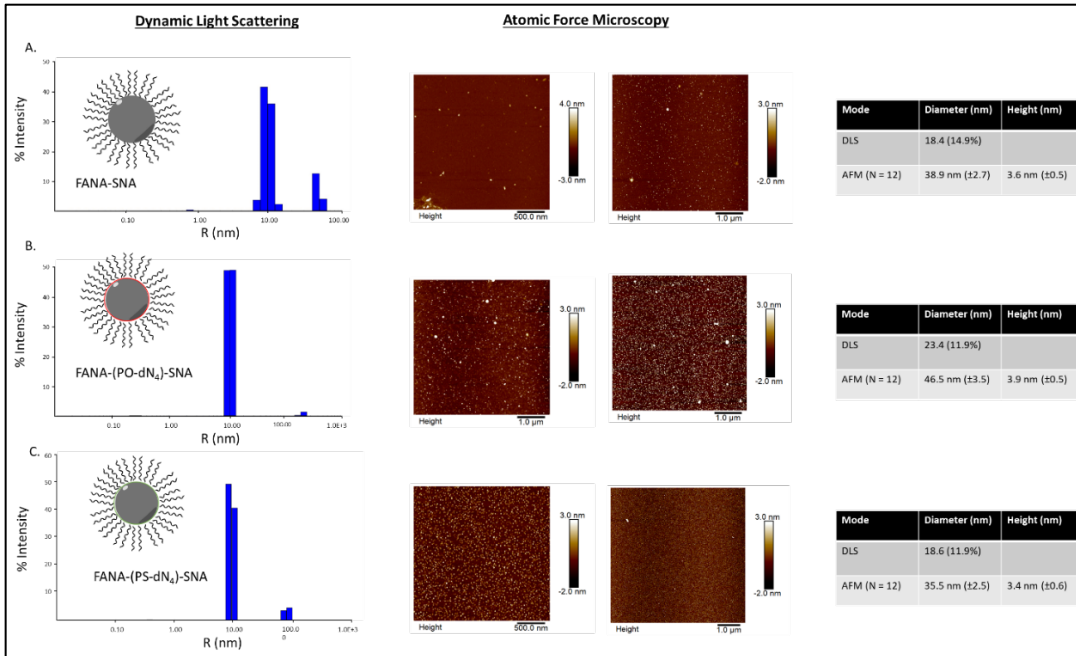 Dynamic Light Scattering
Atomic Force Microscopy
A.
% Intensity
50
40
30
20
10
0.10
1.00
10.00
100.00
R (nm)
FANA-SNA
4.0 nm
-3.0 nm
Height
500.0 nm
3.0 nm
-2.0 nm
Height
1.0 µm
Mode Diameter (nm) Height (nm)
DLS 18.4 (14.9%)
AFM (N = 12) 38.9 nm (±2.7) 3.6 nm (±0.5)
B.
% Intensity
50
40
30
20
10
0.10
1.00
10.00
100.00
1.0E+3
R (nm)
FANA-(PO-dN4)-SNA
3.0 nm
-2.0 nm
Height
1.0 µm
3.0 nm
-2.0 nm
Height
1.0 µm
Mode Diameter (nm) Height (nm)
DLS 23.4 (11.9%)
AFM (N = 12) 46.5 nm (±3.5) 3.9 nm (±0.5)
C.
% Intensity
60
50
40
30
20
10
0.10
1.00
10.00
100.0
0
1.0E+3
R (nm)
FANA-(PS-dN4)-SNA
3.0 nm
-2.0 nm
Height
500.0 nm
3.0 nm
-2.0 nm
Height
1.0 µm
Mode Diameter (nm) Height (nm)
DLS 18.6 (11.9%)
AFM (N = 12) 35.5 nm (±2.5) 3.4 nm (±0.6)